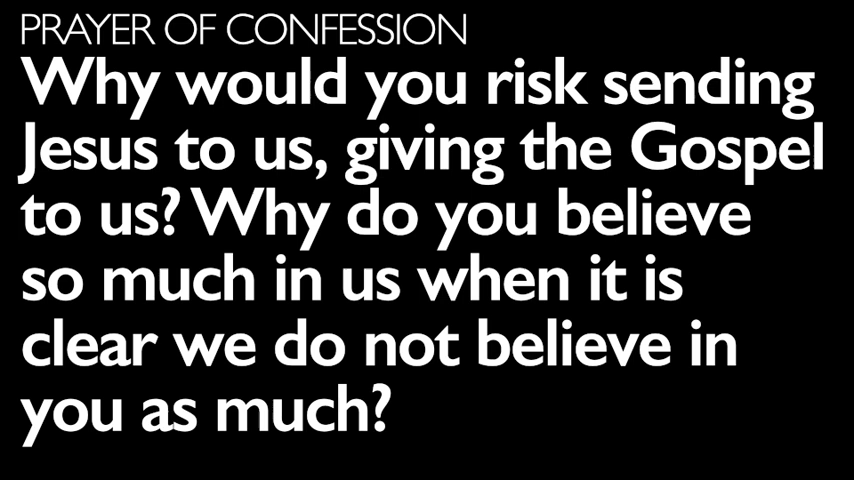 PRAYER OF CONFESSION
Why would you risk sending
Jesus to us, giving the Gospel
to us? Why do you believe
so much in us when it is
clear we do not believe in
you as much?